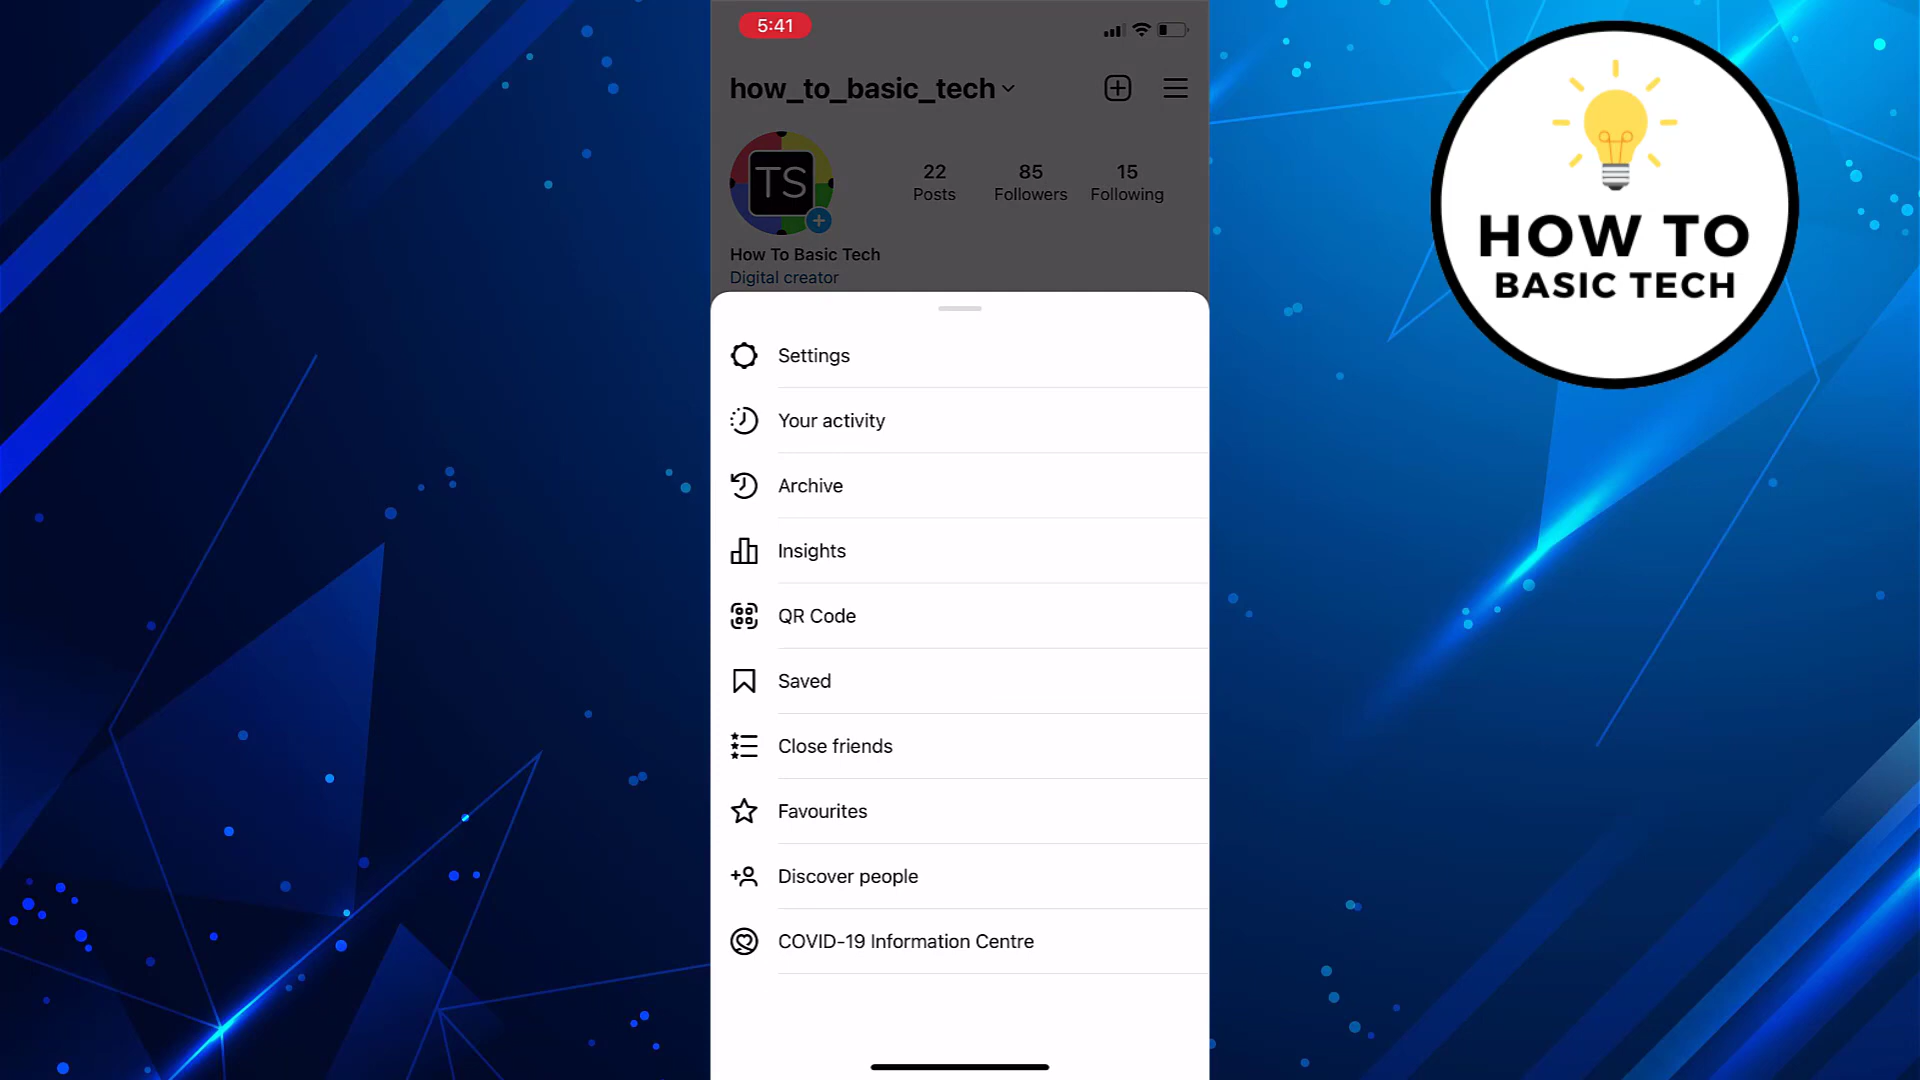 5:41
how_to_basic_tech
TS
22
Posts
85
Followers
15
Following
How To Basic Tech
Digital creator
Settings
Your activity
Archive
Insights
QR Code
Saved
Close friends
Favourites
Discover people
COVID-19 Information Centre
HOW TO
BASIC TECH